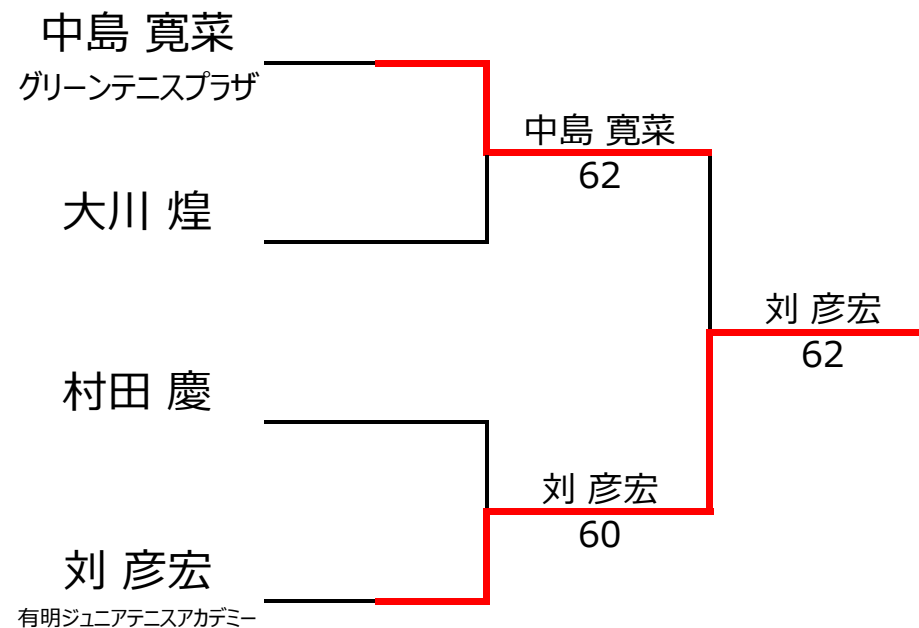 中島 寛菜
グリーンテニスプラザ
中島 寛菜
62
大川 煌
刘 彦宏
62
村田 慶
刘 彦宏
60
刘 彦宏
有明ジュニアテニスアカデミー